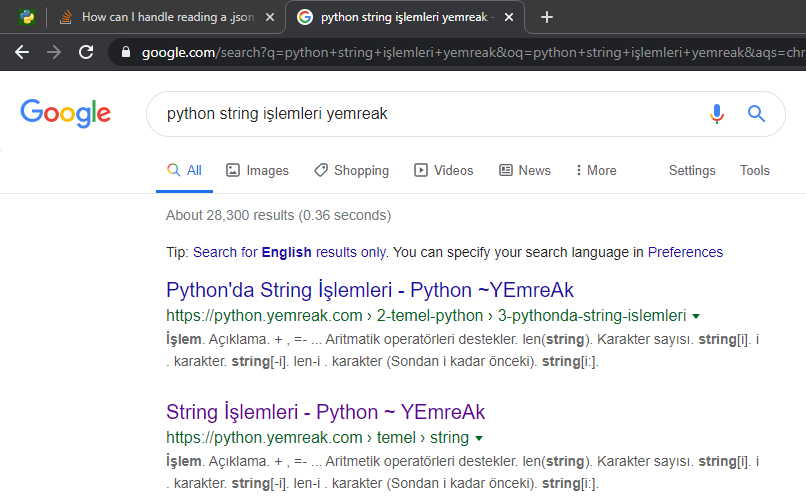 How can I handle reading a .json
python string işlemleri yemreak -
google.com/search?q=python+string+işlemleri+yemreak&oq=python+string+işlemleri+yemreak&aqs=chr
Google
python string işlemleri yemreak
All Images Shopping Videos News More Settings Tools
About 28,300 results (0.36 seconds)
Tip: Search for English results only. You can specify your search language in Preferences
Python'da String İşlemleri - Python ~YEmreAk
https://python.yemreak.com › 2-temel-python › 3-pythonda-string-islemleri
İşlem. Açıklama. + , =- ... Aritmatik operatörleri destekler. len(string). Karakter sayısı. string[i]. i
. karakter. string[-i]. len-i . karakter (Sondan i kadar önceki). string[i:].
String İşlemleri - Python ~ YEmreAk
https://python.yemreak.com › temel › string
İşlem. Açıklama. + , =- ... Aritmetik operatörleri destekler. len(string). Karakter sayısı. string[i]. i
. karakter. string[-i]. len-i . karakter (Sondan i kadar önceki). string[i:].